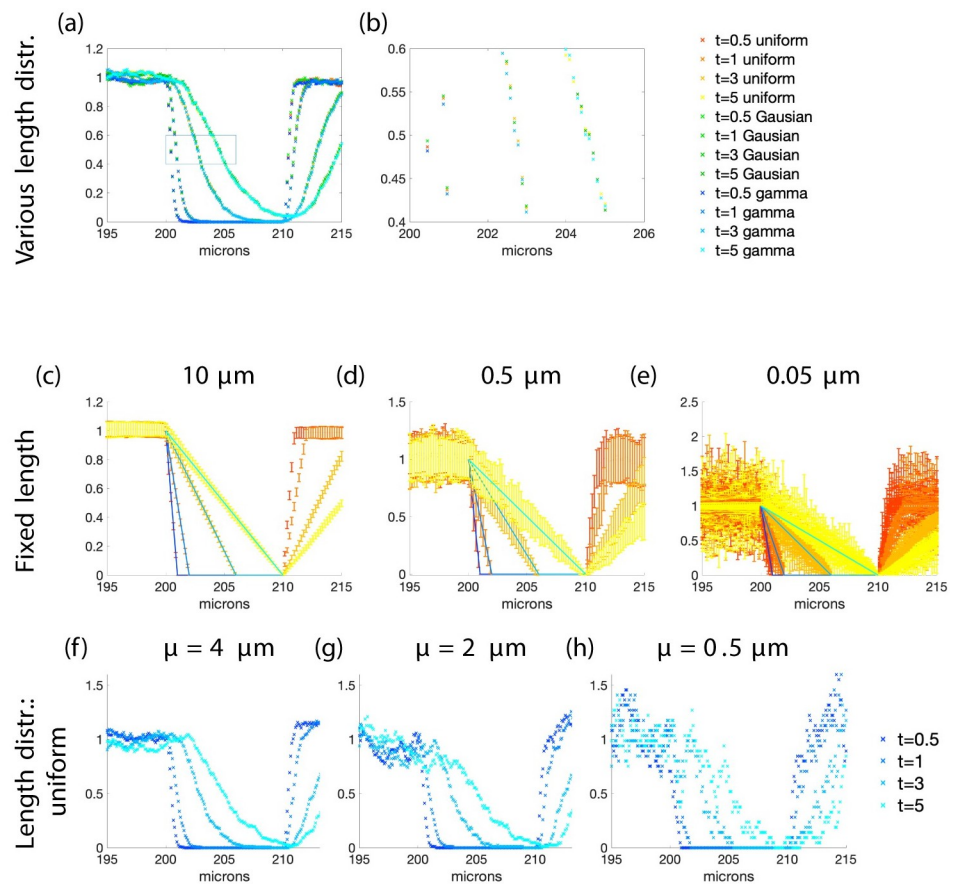 Various length distr.
(a)
1.2
1
0.8
0.6
0.4
0.2
0
195 200 205 210 215
microns
(b)
0.6
0.55
0.5
0.45
0.4
200 202 204 206
microns
t=0.5 uniform
t=1 uniform
t=3 uniform
t=5 uniform
t=0.5 Gausian
t=1 Gausian
t=3 Gausian
t=5 Gausian
t=0.5 gamma
t=1 gamma
t=3 gamma
t=5 gamma
Fixed length
(c) 10 μm
1.2
1
0.8
0.6
0.4
0.2
0
195 200 205 210 215
microns
(d) 0.5 μm
1.5
1
0.5
0
195 200 205 210 215
microns
(e) 0.05 μm
2.5
2
1.5
1
0.5
0
195 200 205 210 215
microns
Length distr.:
uniform
(f) μ = 4 μm
1.5
1
0.5
0
195 200 205 210
microns
(g) μ = 2 μm
1.5
1
0.5
0
195 200 205 210
microns
(h) μ = 0.5 μm
1.5
1
0.5
0
195 200 205 210 215
microns
t=0.5
t=1
t=3
t=5